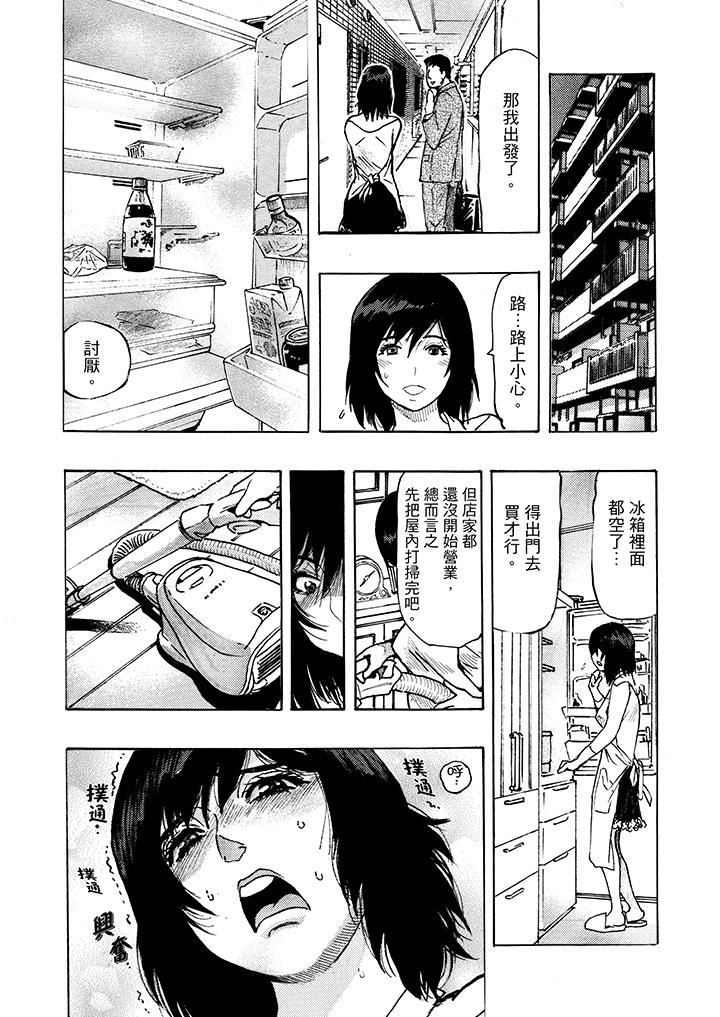 那我出發了。
路…路上小心。
討厭。
冰箱裡面
都空了…
得出門去
買才行。
但店家都
還沒開始營業，
總而言之
先把屋內打掃完吧。
呼…
撲通
撲通…
撲通
興奮